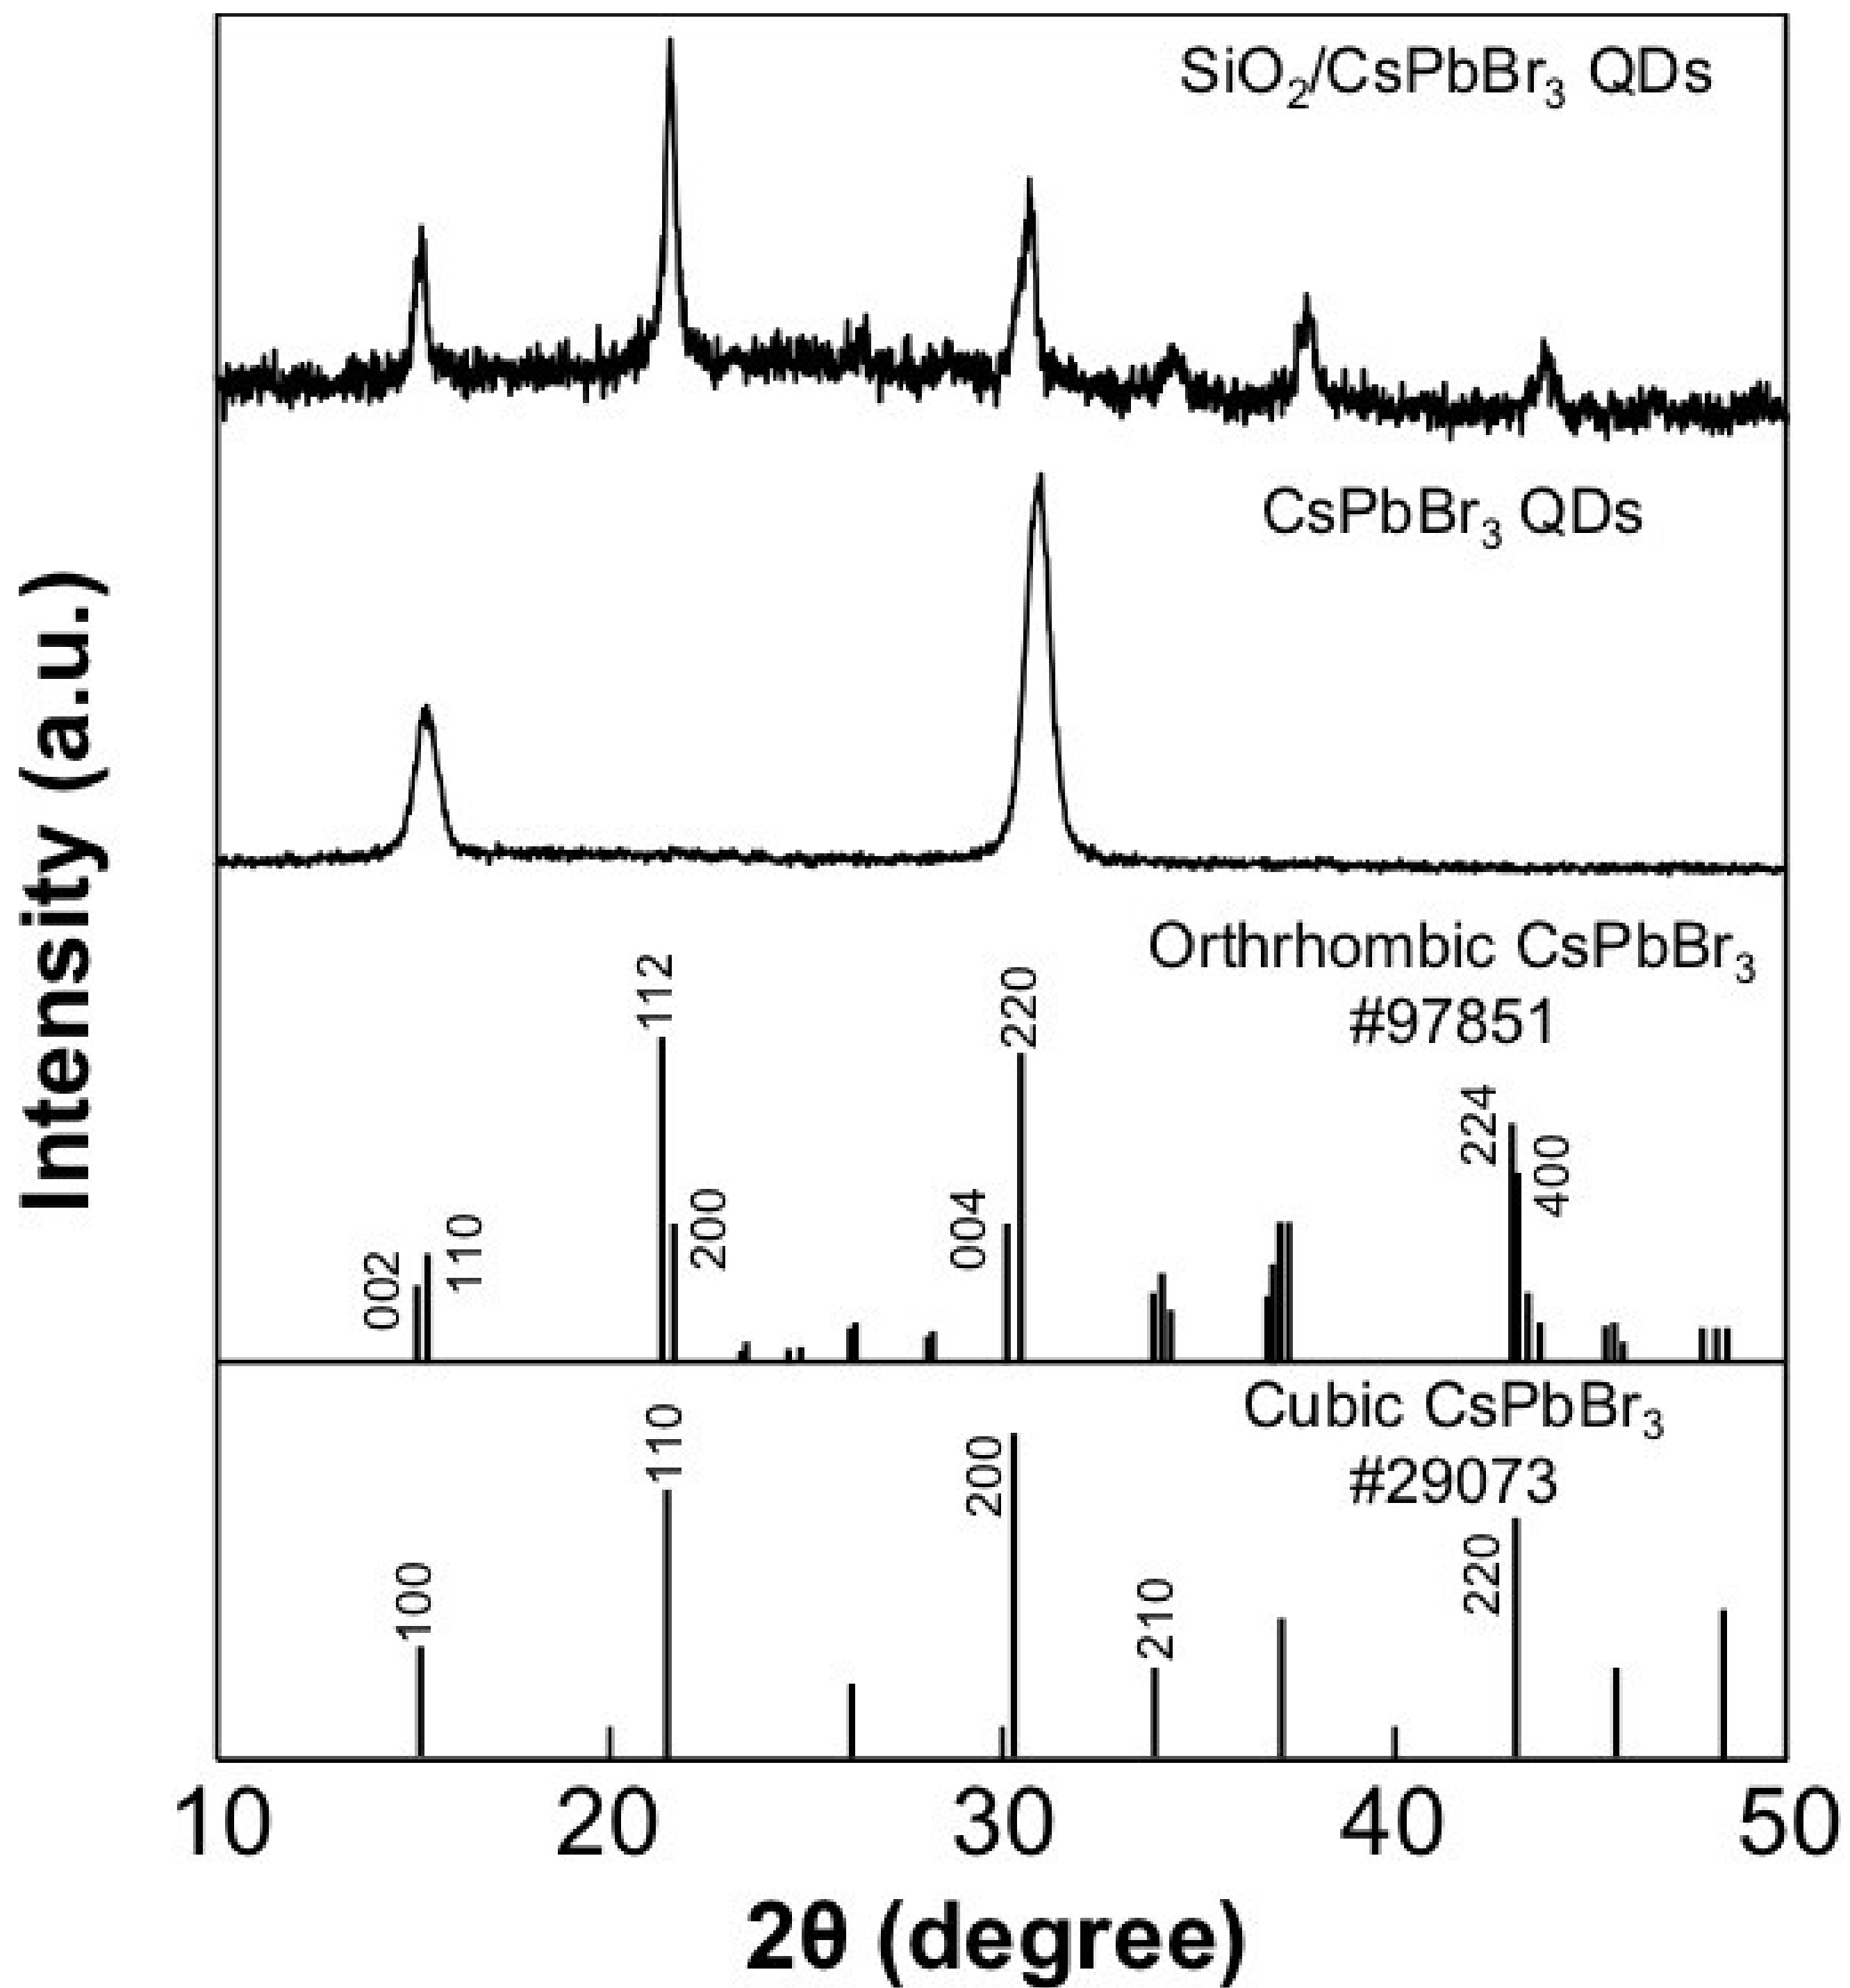 SiO₂/CsPbBr₃ QDs
CsPbBr₃ QDs
Intensity (a.u.)
Orthrhombic CsPbBr₃
#97851
002
110
112
200
004
220
224
400
Cubic CsPbBr₃
#29073
100
110
200
210
220
10 20 30 40 50
2θ (degree)